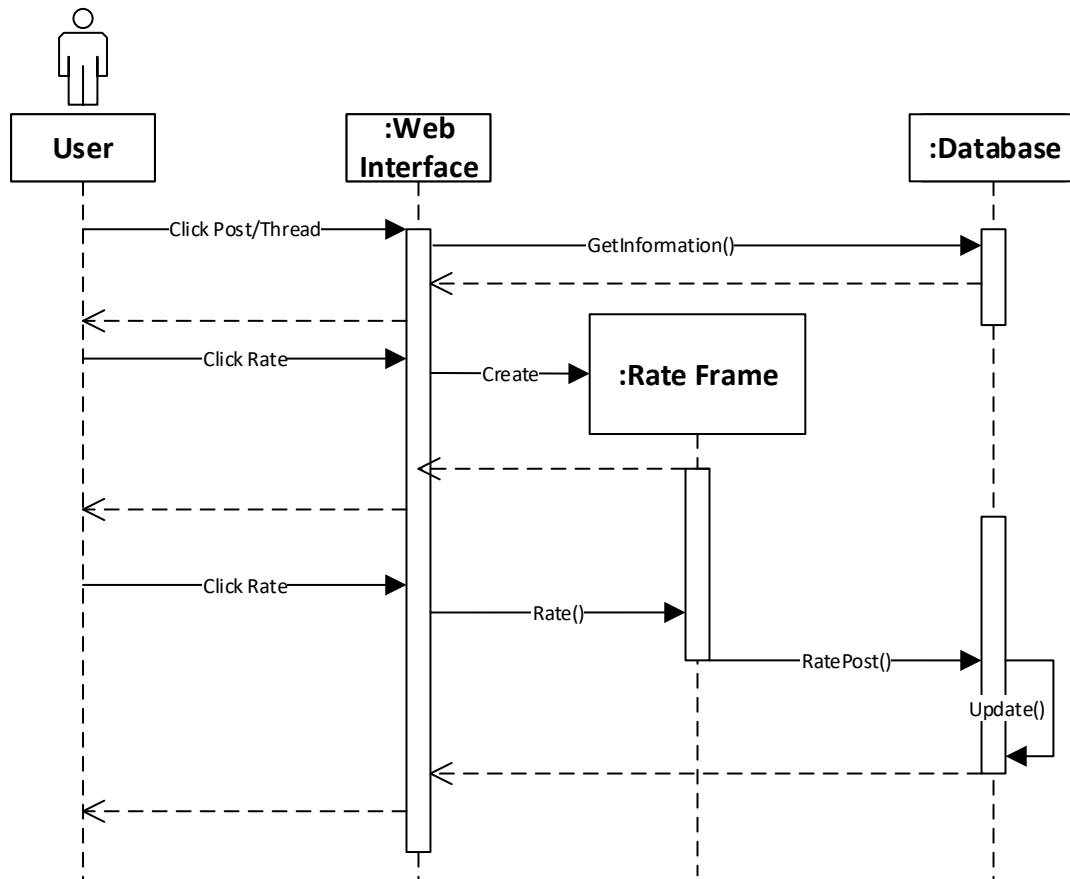 User
:Web
Interface
:Database
Click Post/Thread
GetInformation()
Click Rate
Create
:Rate Frame
Click Rate
Rate()
RatePost()
Update()